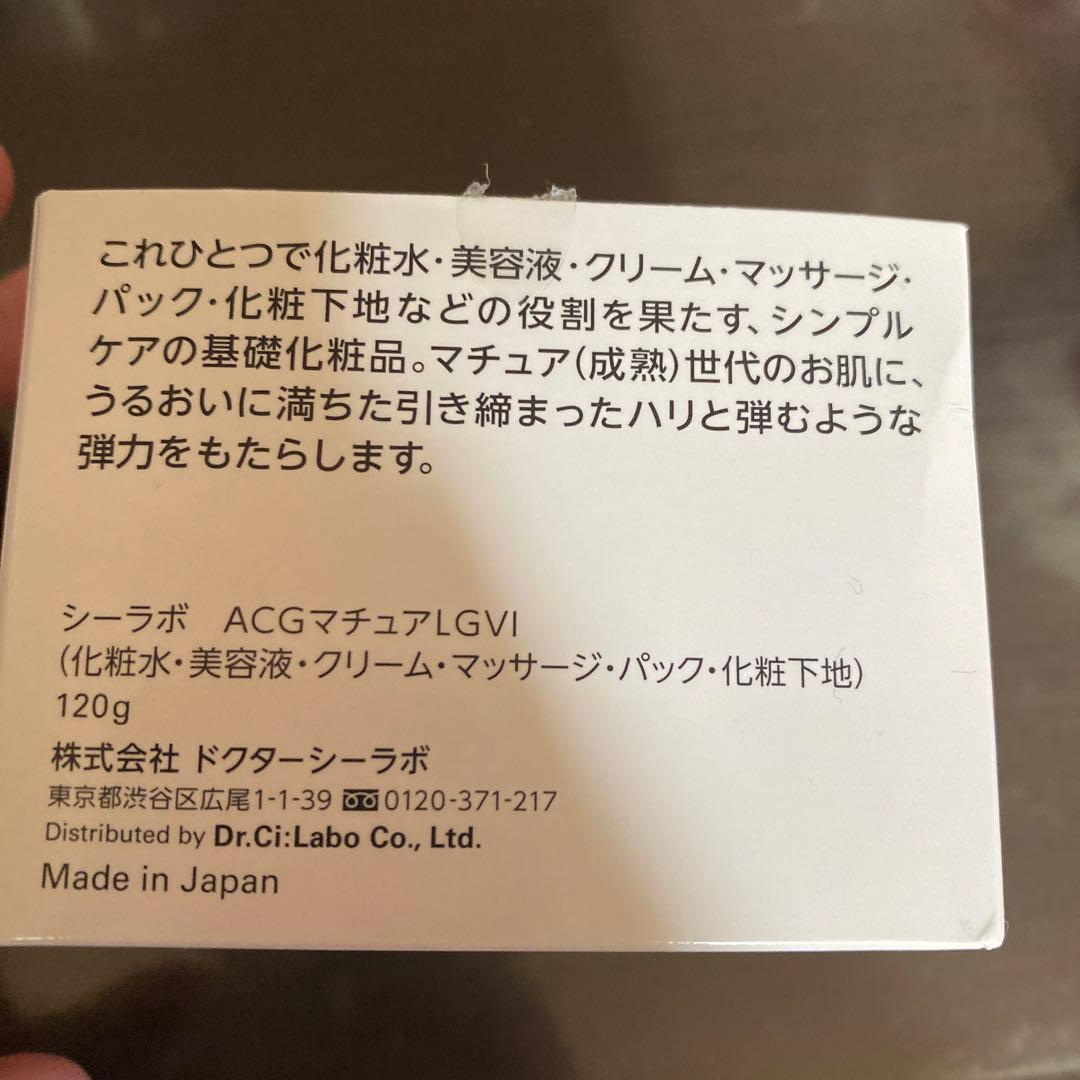 これひとつで化粧水・美容液・クリーム・マッサージ・
パック・化粧下地などの役割を果たす、シンプル
ケアの基礎化粧品。マチュア(成熟)世代のお肌に、
うるおいに満ちた引き締まったハリと弾むような
弾力をもたらします。
シーラボ　ACGマチュアLGVI
(化粧水・美容液・クリーム・マッサージ・パック・化粧下地)
120g
株式会社 ドクターシーラボ
東京都渋谷区広尾1-1-39 0120-371-217
Distributed by Dr.Ci:Labo Co., Ltd.
Made in Japan